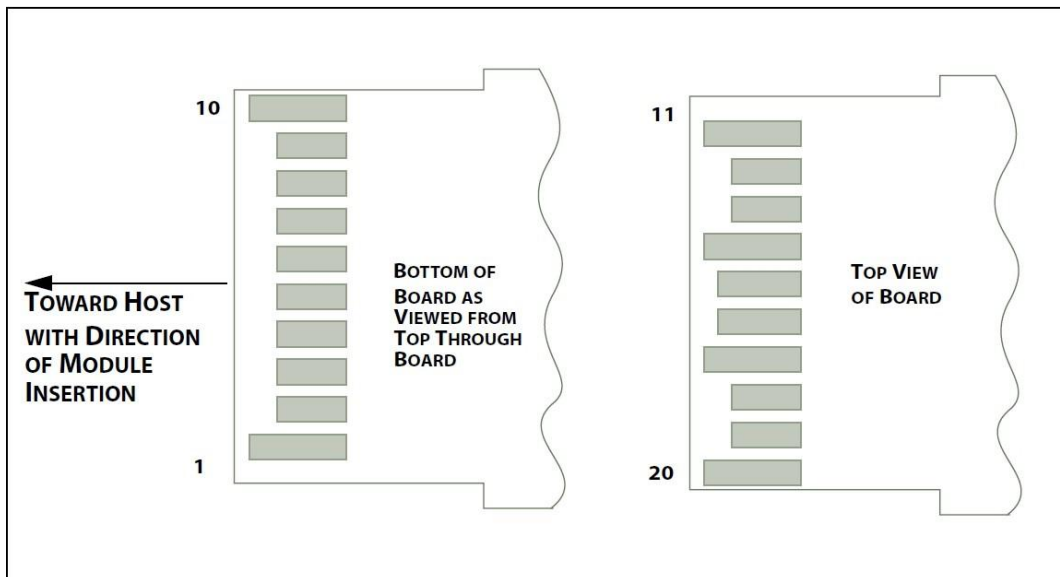 10
1
TOWARD HOST
WITH DIRECTION
OF MODULE
INSERTION
BOTTOM OF
BOARD AS
VIEWED FROM
TOP THROUGH
BOARD
11
20
TOP VIEW
OF BOARD